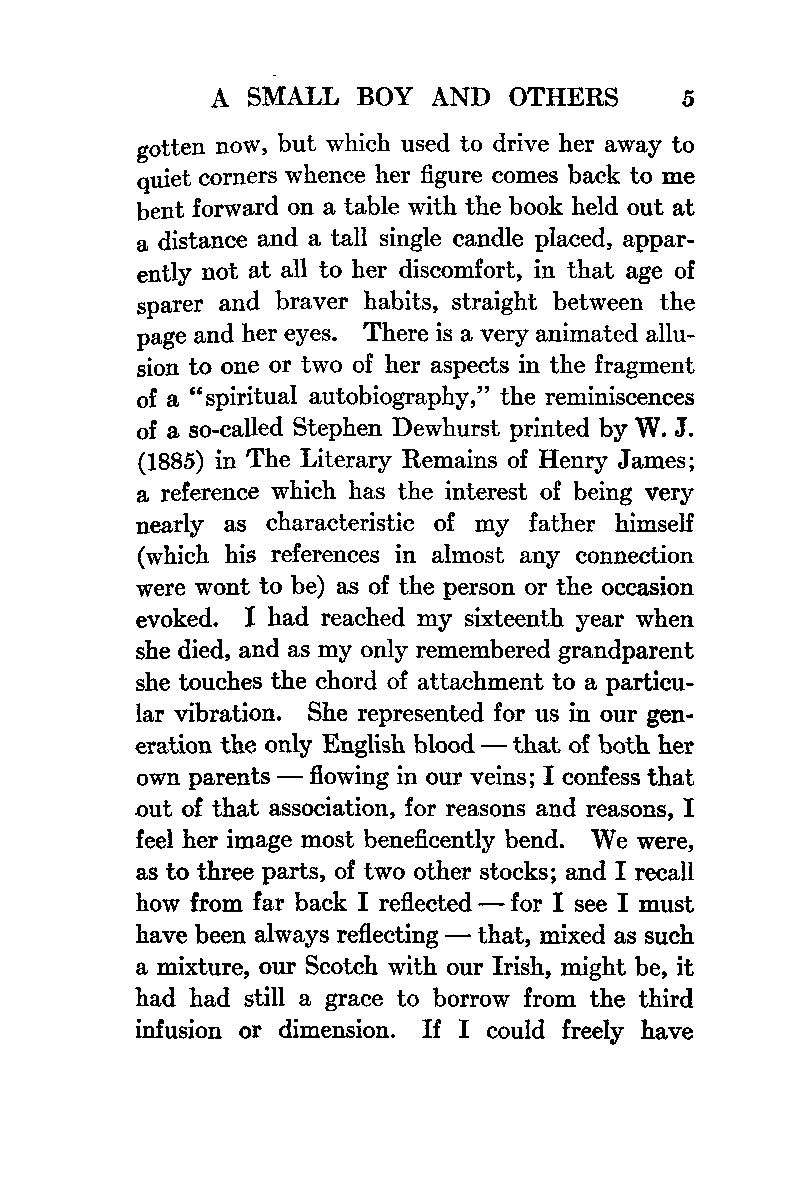 A SMALL BOY AND OTHERS 5
gotten now, but which used to drive her away to
quiet corners whence her figure comes back to me
bent forward on a table with the book held out at
a distance and a tall single candle placed, appar-
ently not at all to her discomfort, in that age of
sparer and braver habits, straight between the
page and her eyes. There is a very animated allu-
sion to one or two of her aspects in the fragment
of a “spiritual autobiography,” the reminiscences
of a so-called Stephen Dewhurst printed by W. J.
(1885) in The Literary Remains of Henry James;
a reference which has the interest of being very
nearly as characteristic of my father himself
(which his references in almost any connection
were wont to be) as of the person or the occasion
evoked. I had reached my sixteenth year when
she died, and as my only remembered grandparent
she touches the chord of attachment to a particu-
lar vibration. She represented for us in our gen-
eration the only English blood — that of both her
own parents — flowing in our veins; I confess that
out of that association, for reasons and reasons, I
feel her image most beneficently bend. We were,
as to three parts, of two other stocks; and I recall
how from far back I reflected — for I see I must
have been always reflecting — that, mixed as such
a mixture, our Scotch with our Irish, might be, it
had had still a grace to borrow from the third
infusion or dimension. If I could freely have